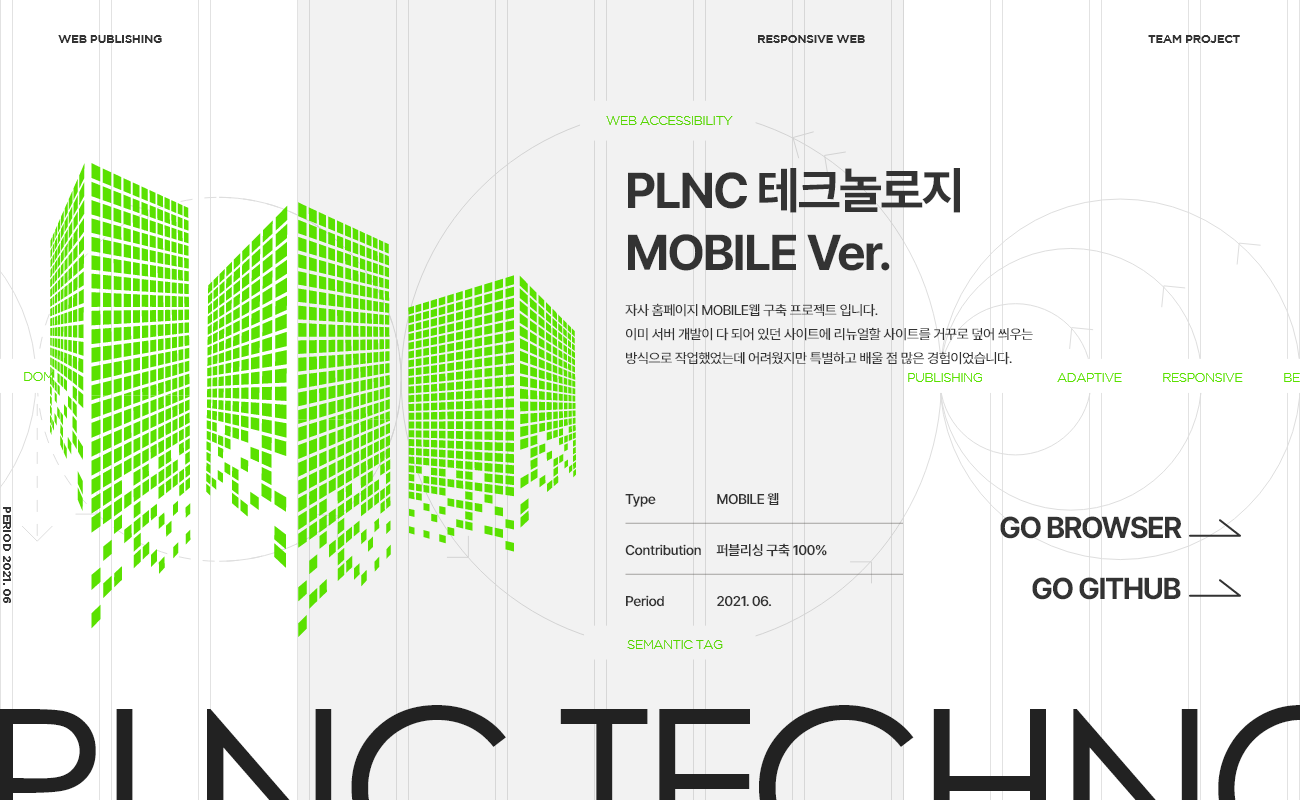 WEB PUBLISHING
RESPONSIVE WEB
TEAM PROJECT
WEB ACCESSIBILITY
PLNC 테크놀로지
MOBILE Ver.
자사 홈페이지 MOBILE웹 구축 프로젝트 입니다.
이미 서버 개발이 다 되어 있던 사이트에 리뉴얼할 사이트를 거꾸로 덮어 씌우는
방식으로 작업했었는데 어려웠지만 특별하고 배울 점 많은 경험이었습니다.
DON
PUBLISHING
ADAPTIVE
RESPONSIVE
BE
Type
MOBILE 웹
Contribution
퍼블리싱 구축 100%
Period
2021. 06.
GO BROWSER
GO GITHUB
PERIOD 2021. 06
SEMANTIC TAG
PLNC TECHNO